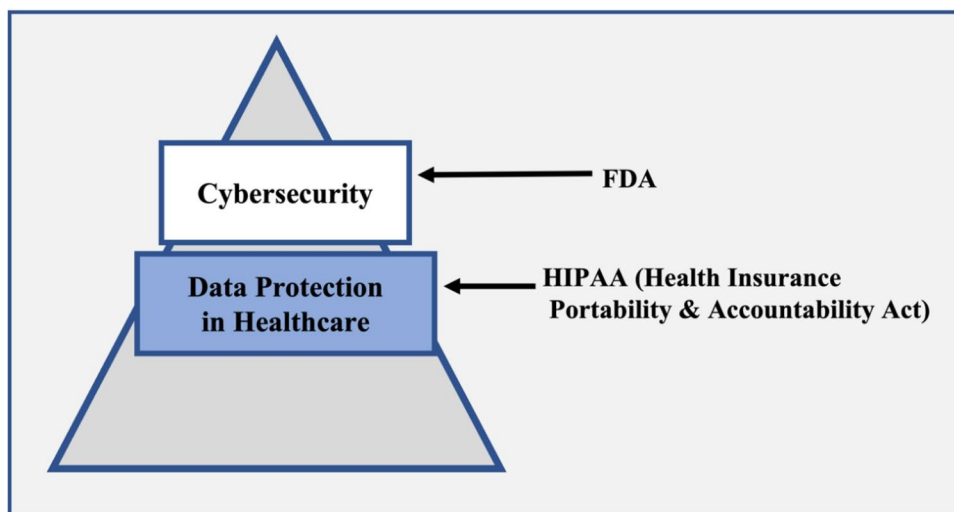 Cybersecurity
FDA
Data Protection
in Healthcare
HIPAA (Health Insurance
Portability & Accountability Act)